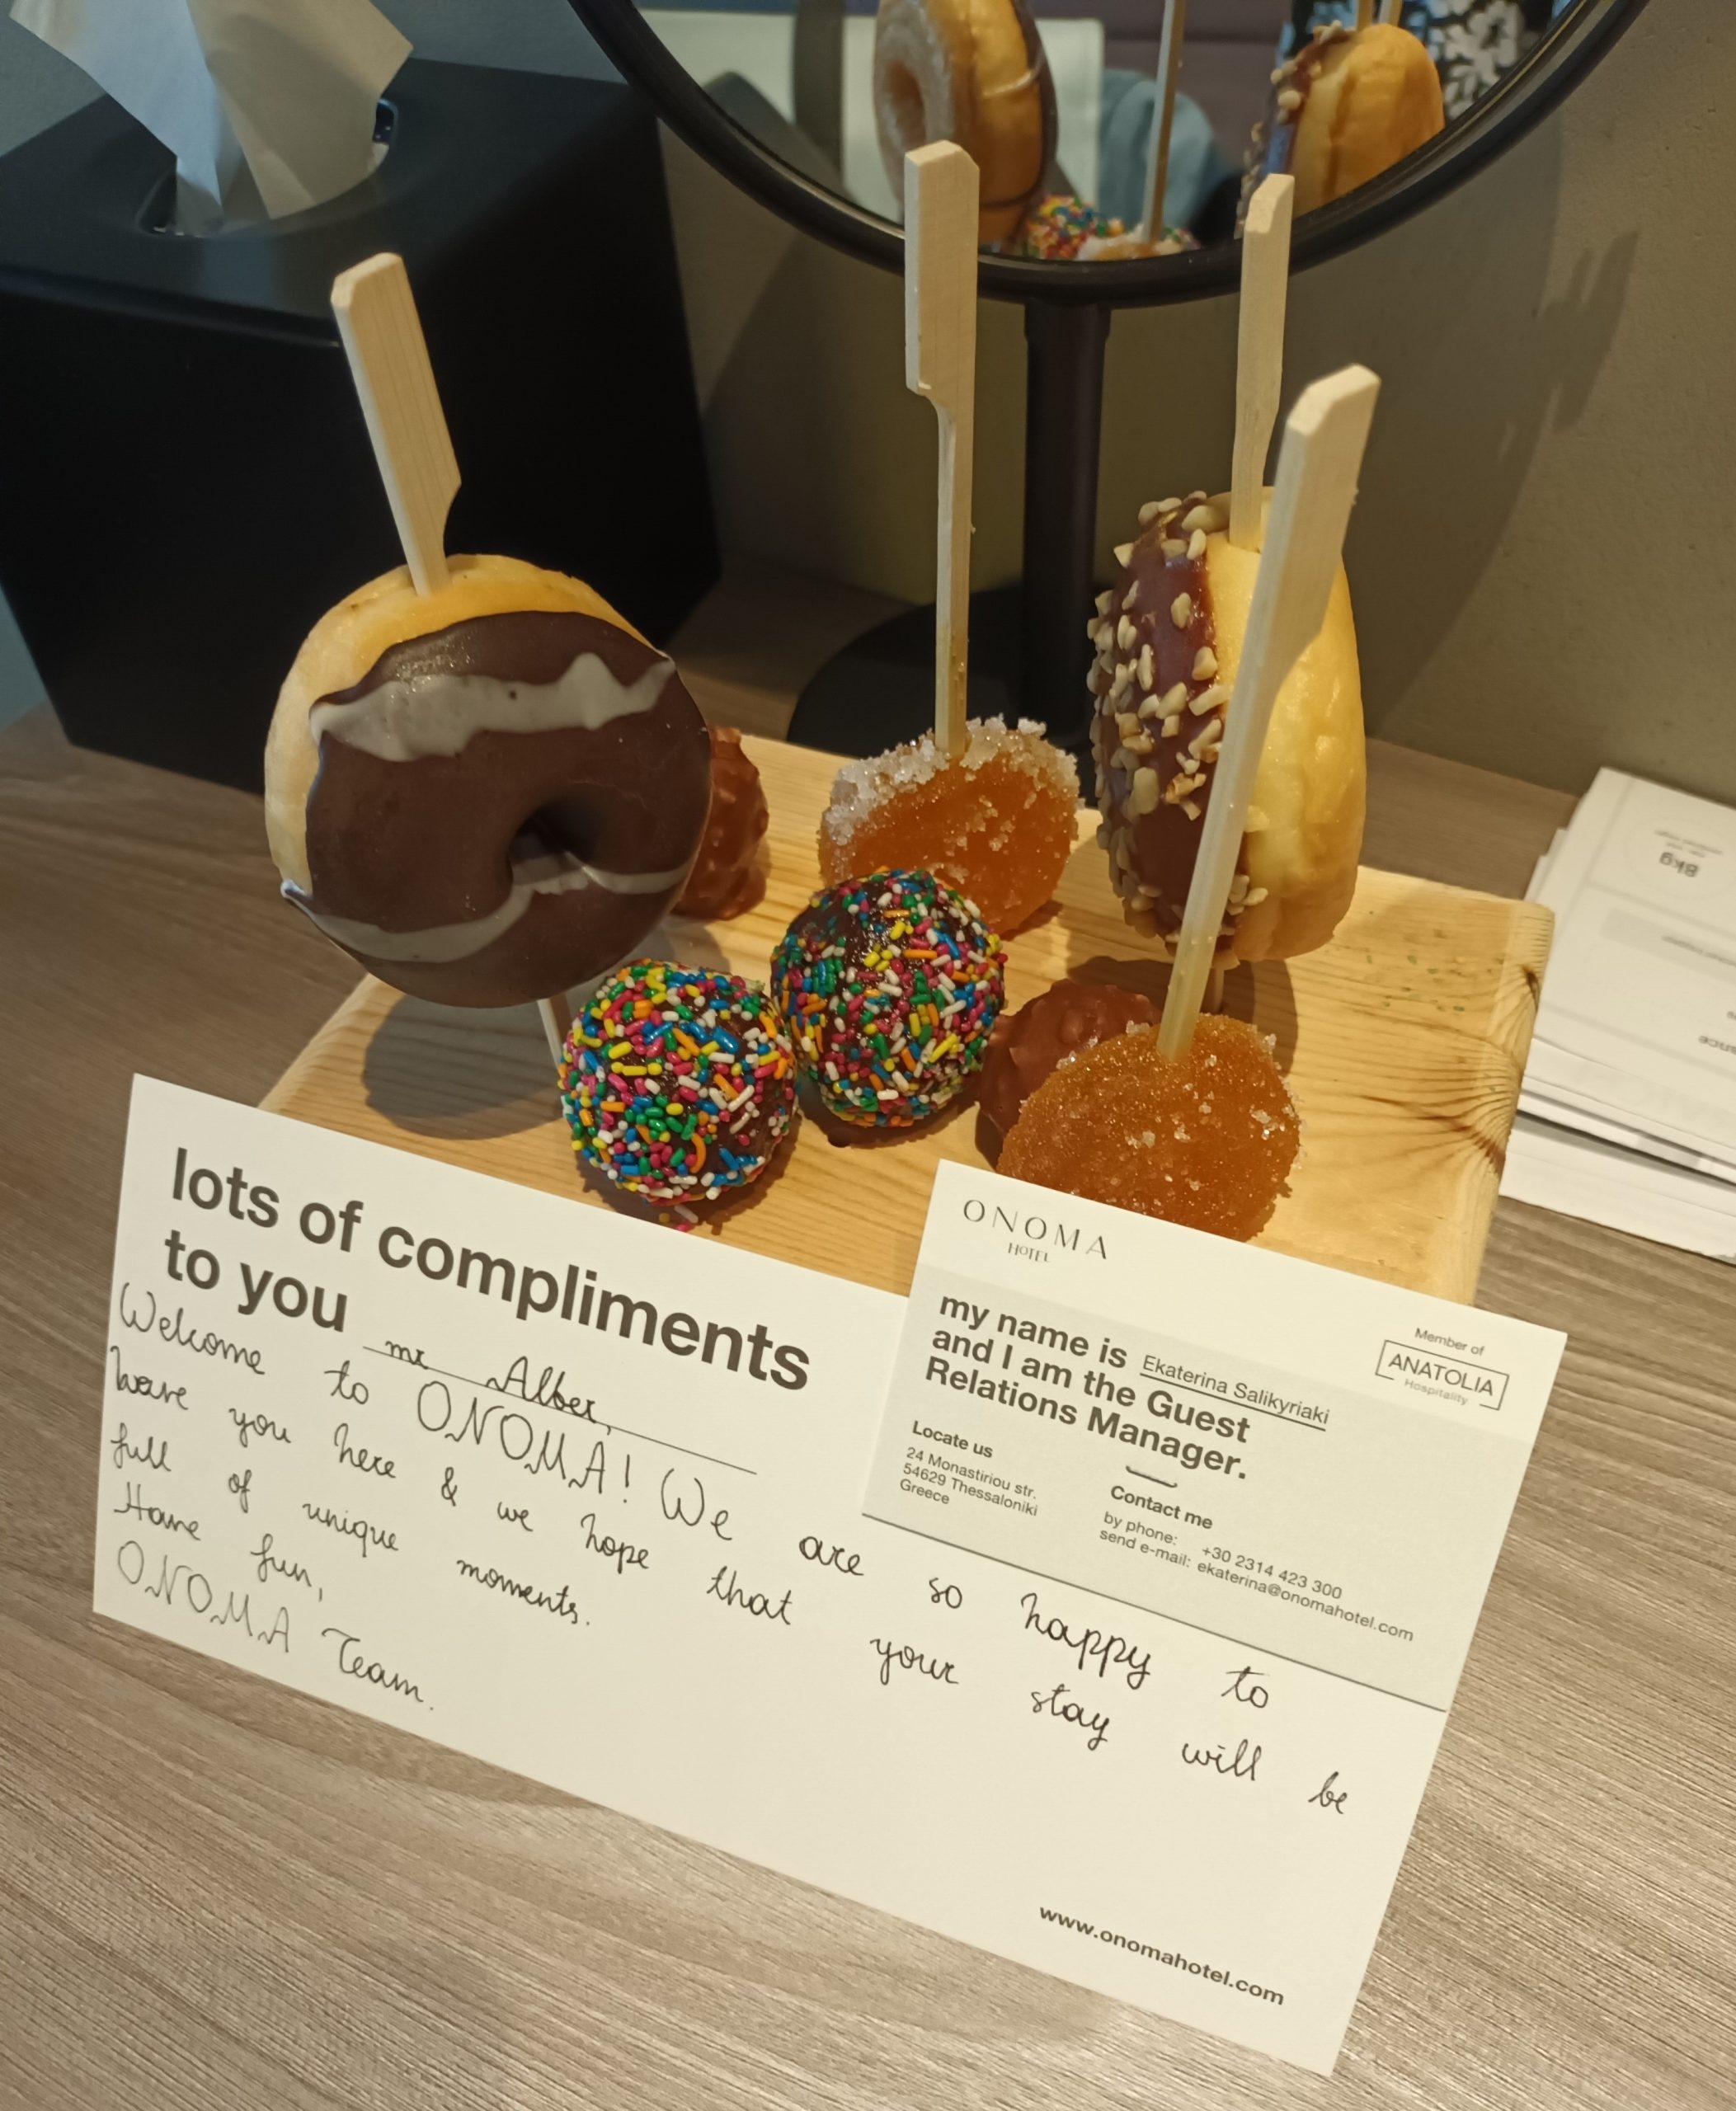 lots of compliments
to you mr Alber,
Welcome to ONOMA! We are so happy to
have you here & we hope that your stay will be
full of unique moments.
Have fun,
ONOMA Team.
www.onomahotel.com
ONOMA
HOTEL
my name is Ekaterina Salikyriaki
and I am the Guest
Relations Manager.
Member of
ANATOLIA
Hospitality
Locate us
24 Monastiriou str.
54629 Thessaloniki
Greece
Contact me
by phone: +30 2314 423 300
send e-mail: ekaterina@onomahotel.com
8kg